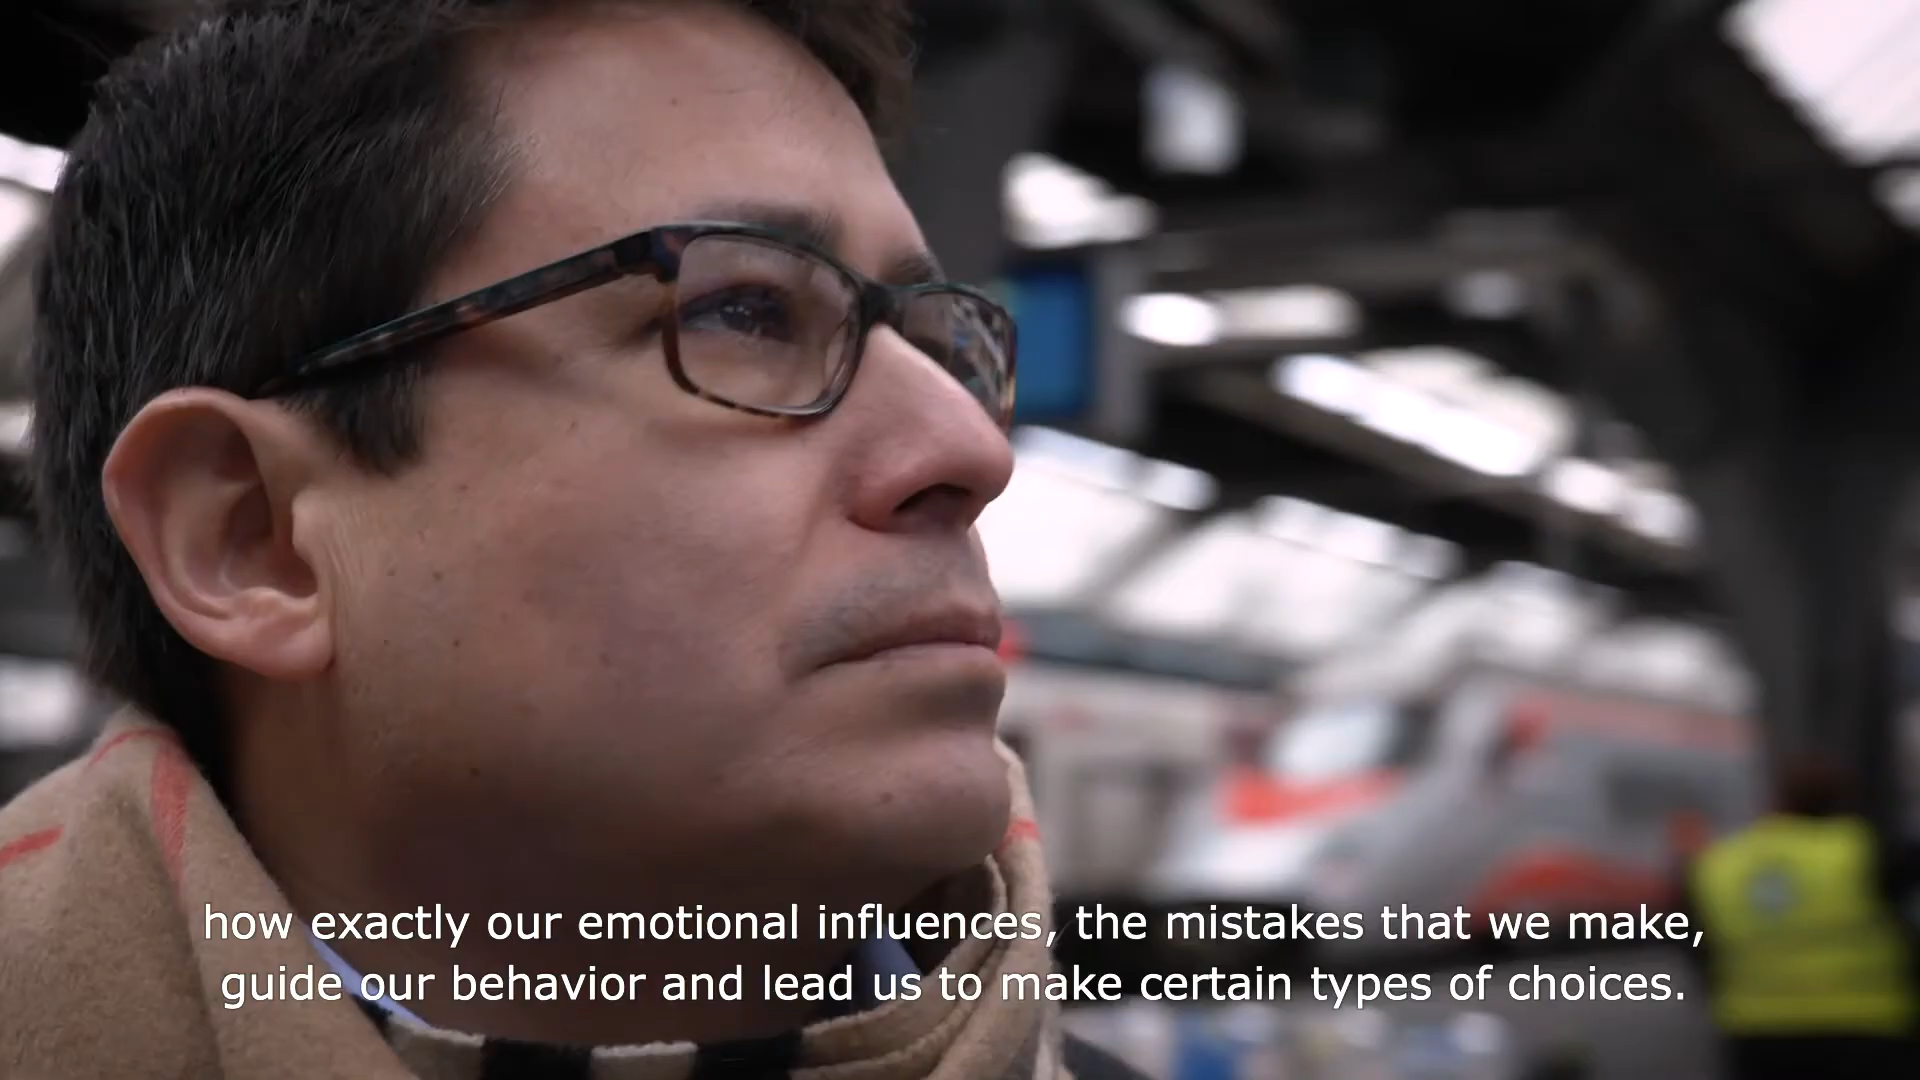 how exactly our emotional influences, the mistakes that we make,
guide our behavior and lead us to make certain types of choices.